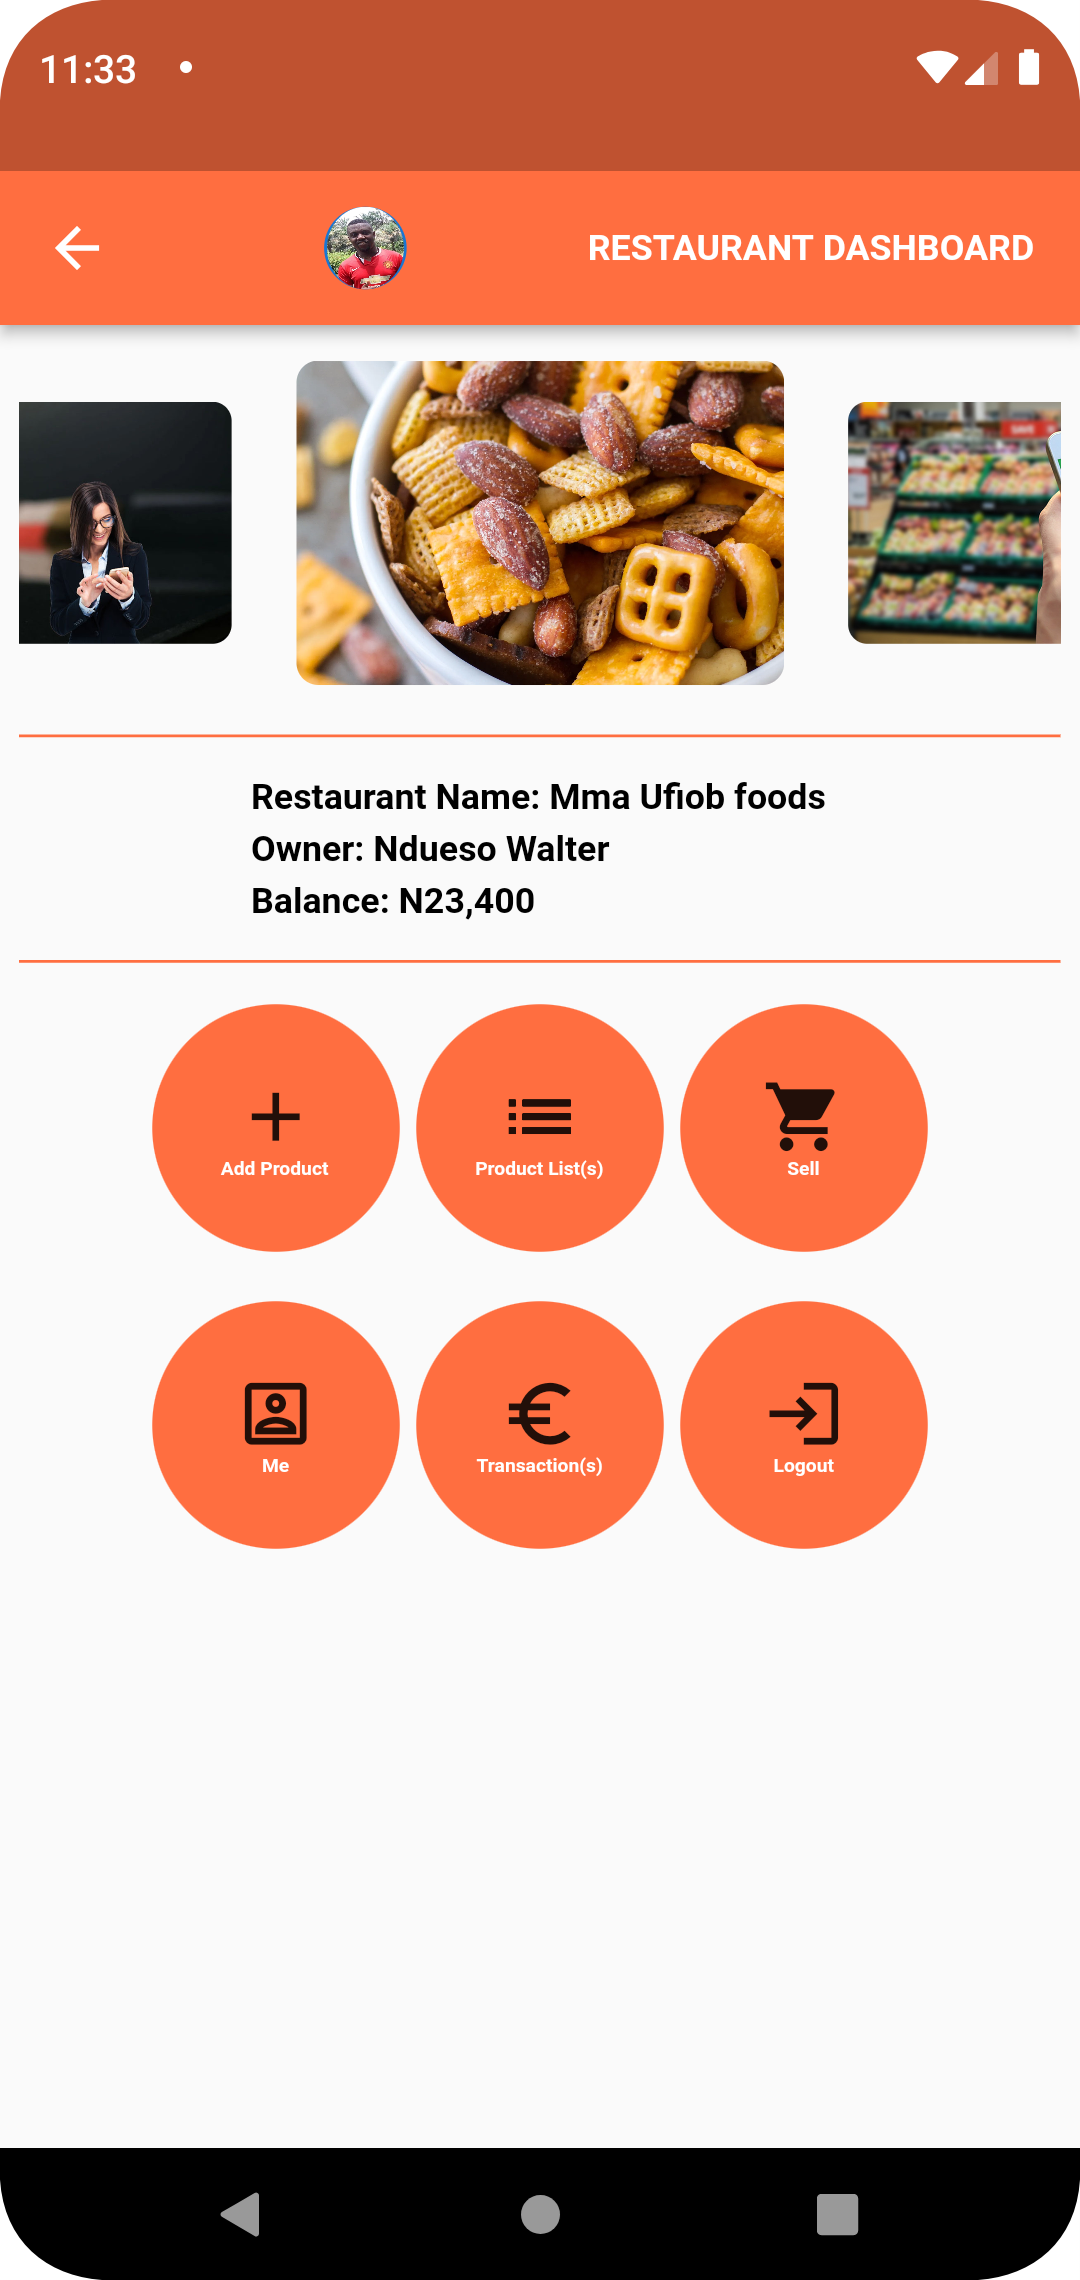 11:33
RESTAURANT DASHBOARD
SAVE
Restaurant Name: Mma Ufiob foods
Owner: Ndueso Walter
Balance: N23,400
Add Product
Product List(s)
Sell
Me
Transaction(s)
Logout